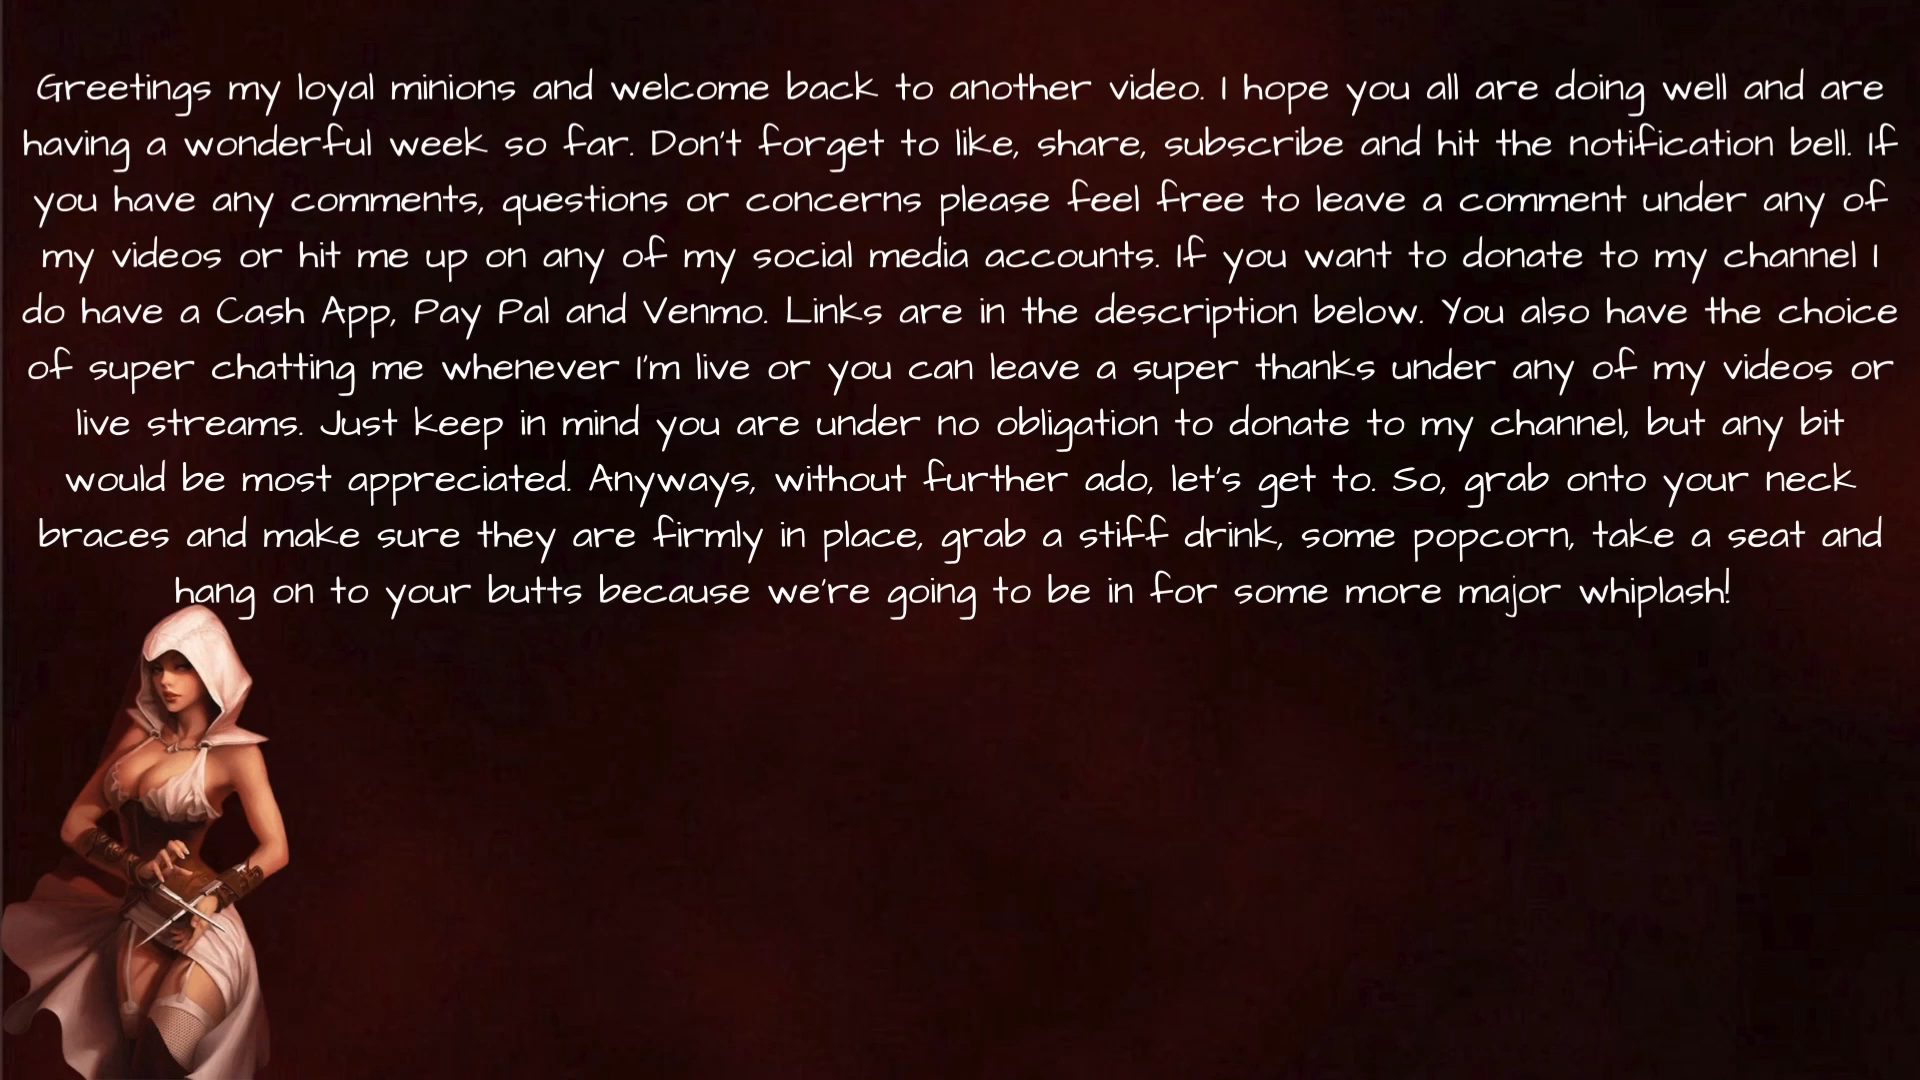 Greetings my loyal minions and welcome back to another video. I hope you all are doing well and are
having a wonderful week so far. Don't forget to like, share, subscribe and hit the notification bell. If
you have any comments, questions or concerns please feel free to leave a comment under any of
my videos or hit me up on any of my social media accounts. If you want to donate to my channel I
do have a Cash App, Pay Pal and Venmo. Links are in the description below. You also have the choice
of super chatting me whenever I'm live or you can leave a super thanks under any of my videos or
live streams. Just keep in mind you are under no obligation to donate to my channel, but any bit
would be most appreciated. Anyways, without further ado, let's get to. So, grab onto your neck
braces and make sure they are firmly in place, grab a stiff drink, some popcorn, take a seat and
hang on to your butts because we're going to be in for some more major whiplash!